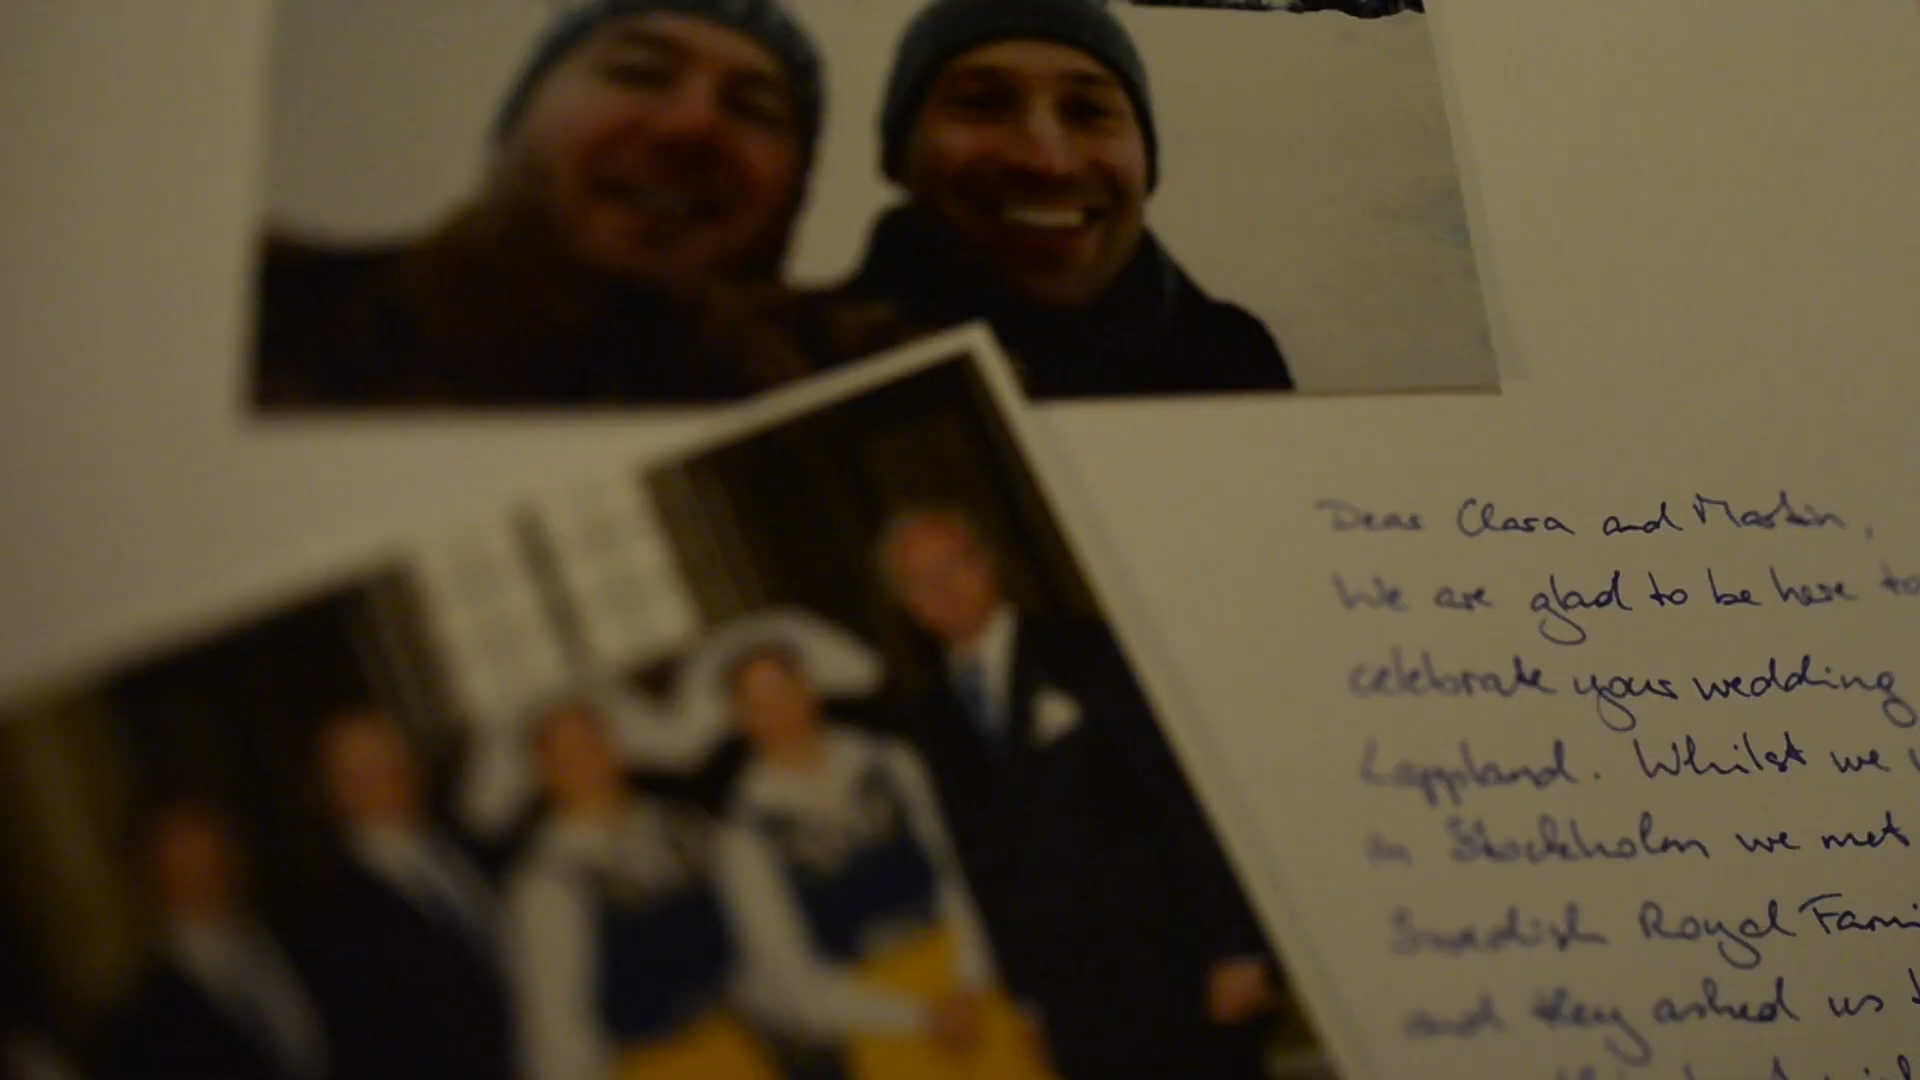 Dear Clara and Martin,
We are glad to be here to
celebrate your wedding
Lappland. Whilst we
in Stockholm we met
Swedish Royal Fami
and they asked us t